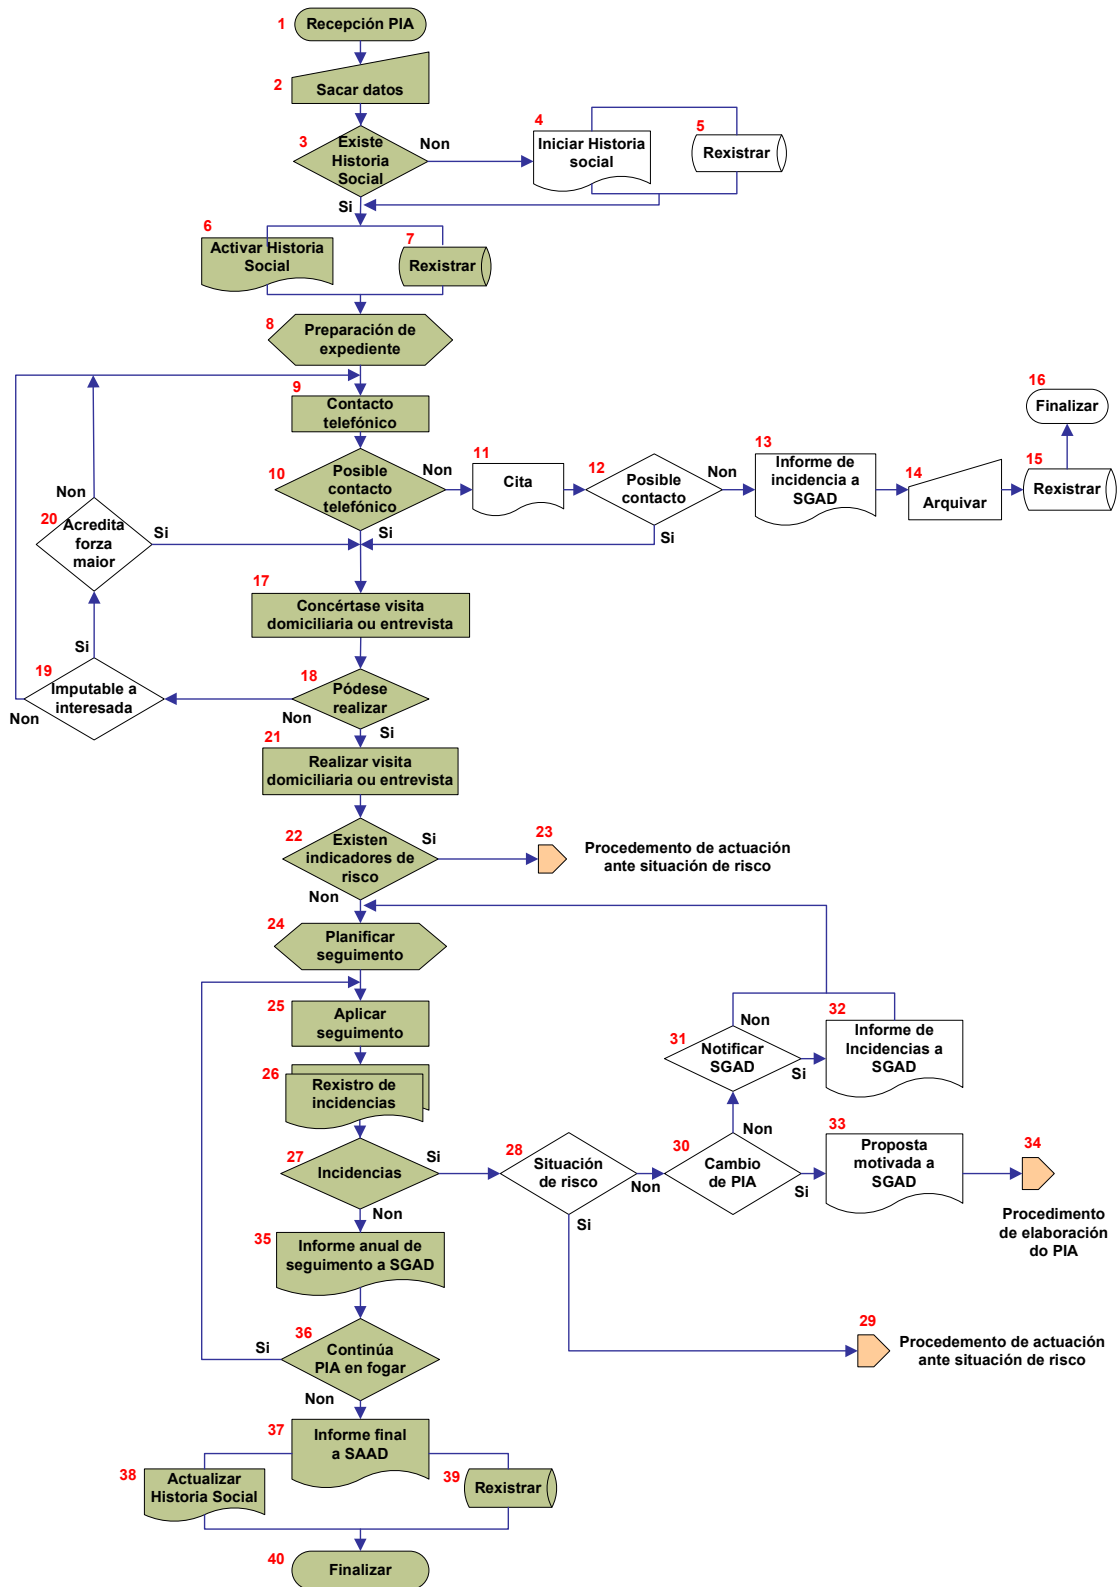 1
Recepción PIA
2
Sacar datos
3
Existe
Historia
Social
Non
Si
4
Iniciar Historia
social
5
Rexistrar
6
Activar Historia
Social
7
Rexistrar
8
Preparación de
expediente
9
Contacto
telefónico
10
Posible
contacto
telefónico
Non
Si
11
Cita
12
Posible
contacto
Non
Si
13
Informe de
incidencia a
SGAD
14
Arquivar
15
Rexistrar
16
Finalizar
17
Concértase visita
domiciliaria ou entrevista
18
Pódese
realizar
Non
Si
19
Imputable a
interesada
Non
Si
20
Acredita
forza
maior
Non
Si
21
Realizar visita
domiciliaria ou entrevista
22
Existen
indicadores de
risco
Si
Non
23
Procedemento de actuación
ante situación de risco
24
Planificar
seguimento
25
Aplicar
seguimento
26
Rexistro de
incidencias
27
Incidencias
Si
Non
28
Situación
de risco
Non
Si
29
Procedemento de actuación
ante situación de risco
30
Cambio
de PIA
Non
Si
31
Notificar
SGAD
Non
Si
32
Informe de
Incidencias a
SGAD
33
Proposta
motivada a
SGAD
34
Procedimento
de elaboración
do PIA
35
Informe anual de
seguimento a SGAD
36
Continúa
PIA en fogar
Si
Non
37
Informe final
a SAAD
38
Actualizar
Historia Social
39
Rexistrar
40
Finalizar